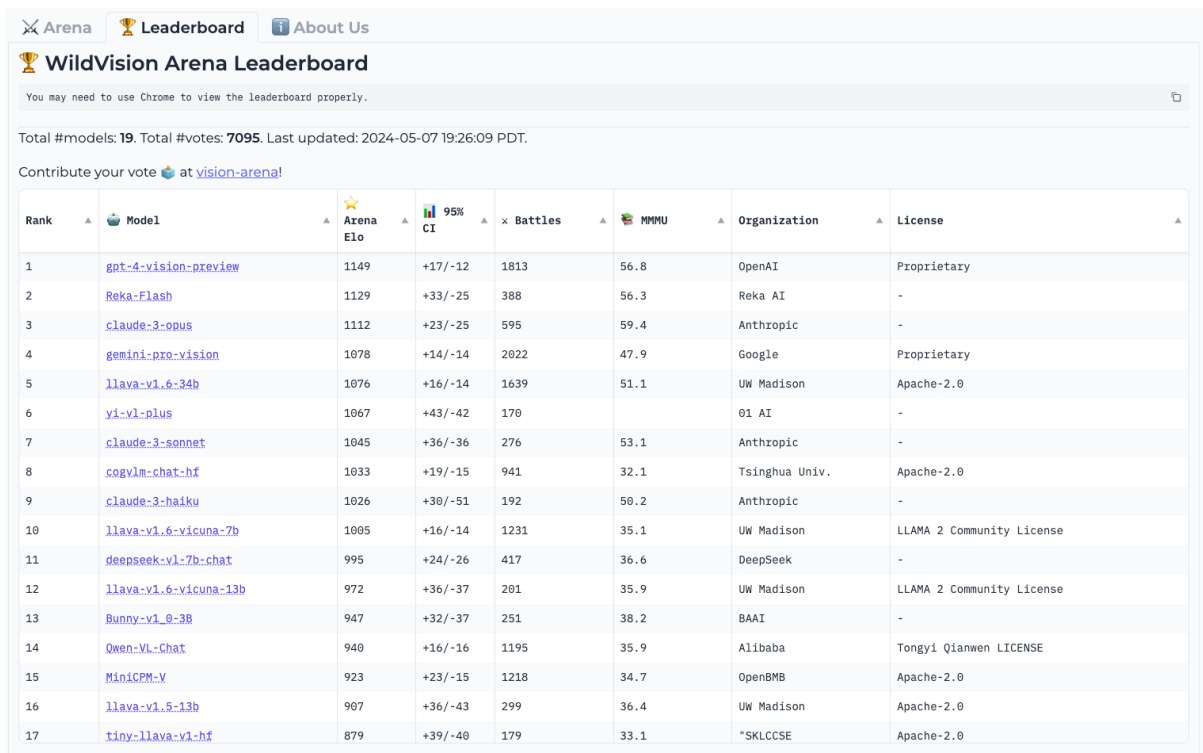 Arena Leaderboard About Us
WildVision Arena Leaderboard
You may need to use Chrome to view the leaderboard properly.
Total #models: 19. Total #votes: 7095. Last updated: 2024-05-07 19:26:09 PDT.
Contribute your vote at vision-arena!
Rank Model Arena Elo 95% CI Battles MMMU Organization License
1 gpt-4-vision-preview 1149 +17/-12 1813 56.8 OpenAI Proprietary
2 Reka-Flash 1129 +33/-25 388 56.3 Reka AI -
3 claude-3-opus 1112 +23/-25 595 59.4 Anthropic -
4 gemini-pro-vision 1078 +14/-14 2022 47.9 Google Proprietary
5 llava-v1.6-34b 1076 +16/-14 1639 51.1 UW Madison Apache-2.0
6 yi-vl-plus 1067 +43/-42 170 01 AI -
7 claude-3-sonnet 1045 +36/-36 276 53.1 Anthropic -
8 cogvlm-chat-hf 1033 +19/-15 941 32.1 Tsinghua Univ. Apache-2.0
9 claude-3-haiku 1026 +30/-51 192 50.2 Anthropic -
10 llava-v1.6-vicuna-7b 1005 +16/-14 1231 35.1 UW Madison LLAMA 2 Community License
11 deepseek-vl-7b-chat 995 +24/-26 417 36.6 DeepSeek -
12 llava-v1.6-vicuna-13b 972 +36/-37 201 35.9 UW Madison LLAMA 2 Community License
13 Bunny-v1_0-3B 947 +32/-37 251 38.2 BAAI -
14 Qwen-VL-Chat 940 +16/-16 1195 35.9 Alibaba Tongyi Qianwen LICENSE
15 MiniCPM-V 923 +23/-15 1218 34.7 OpenBMB Apache-2.0
16 llava-v1.5-13b 907 +36/-43 299 36.4 UW Madison Apache-2.0
17 tiny-llava-v1-hf 879 +39/-40 179 33.1 "SKLCCSE Apache-2.0